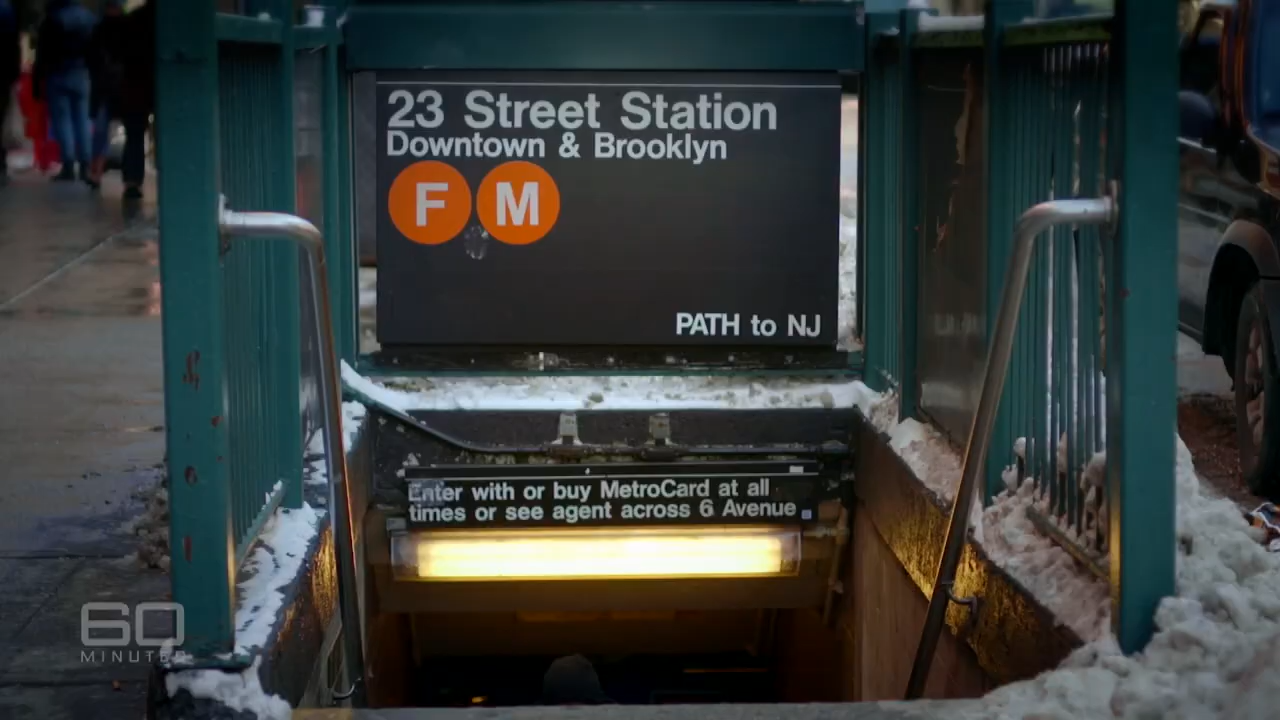 23 Street Station
Downtown & Brooklyn
F M
PATH to NJ
Enter with or buy MetroCard at all
times or see agent across 6 Avenue
60
MINUTES